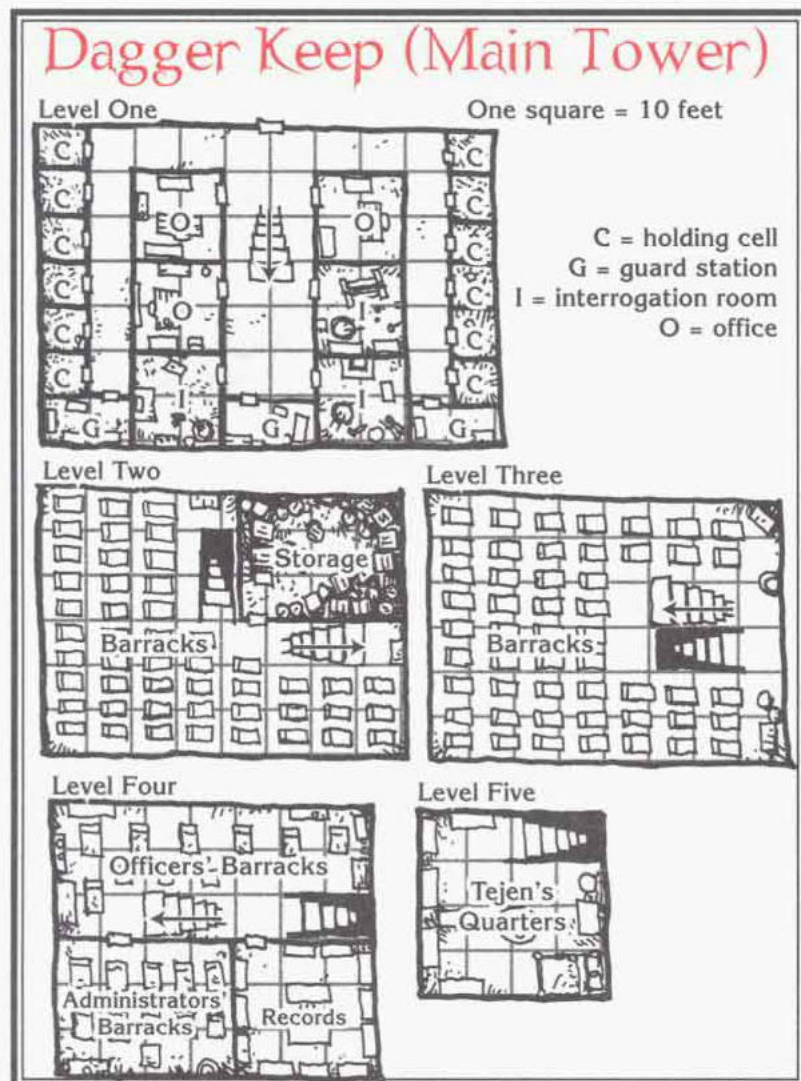 Dagger Keep (Main Tower)
Level One
One square = 10 feet
C = holding cell
G = guard station
I = interrogation room
O = office
C
C
C
O
O
C
C
C
C
C
O
I
C
C
C
C
I
I
C
G
G
G
Level Two
Storage
Barracks
Level Three
Barracks
Level Four
Officers' Barracks
Administrators'
Barracks
Records
Level Five
Tejen's
Quarters